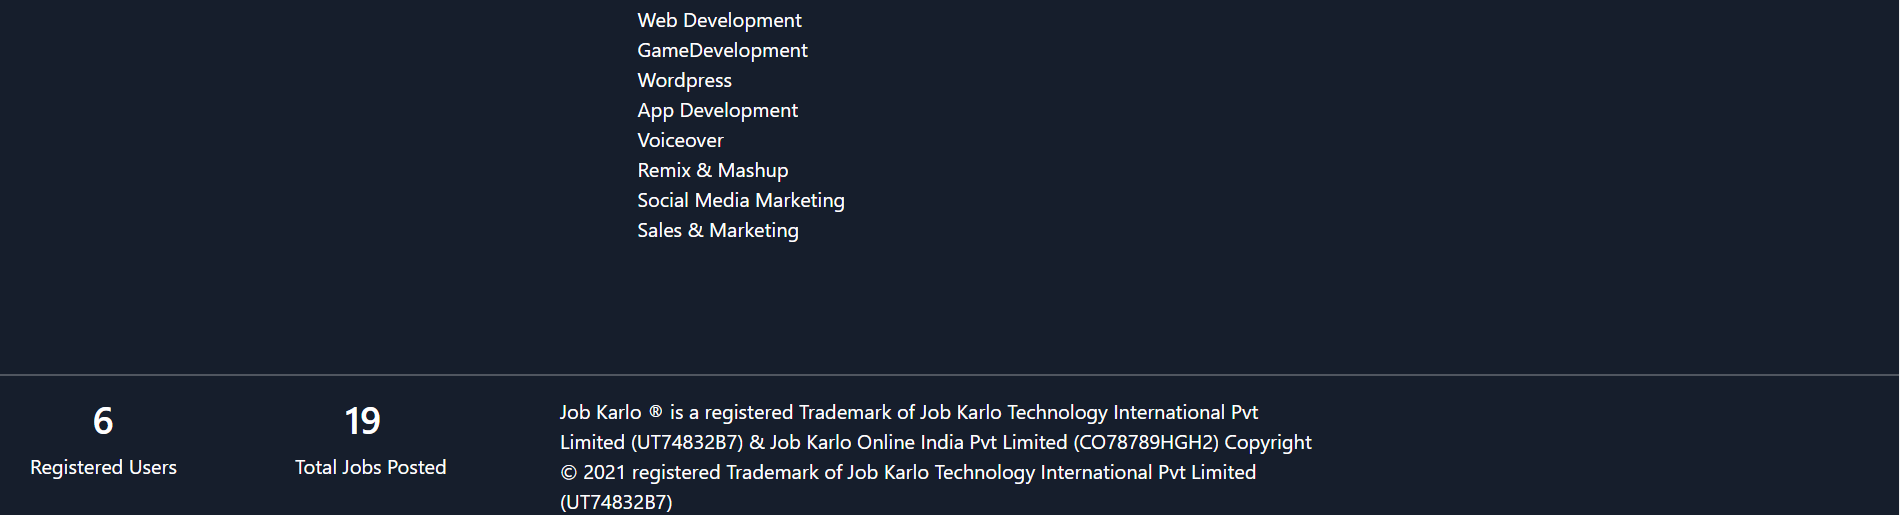 Web Development
GameDevelopment
Wordpress
App Development
Voiceover
Remix & Mashup
Social Media Marketing
Sales & Marketing
6
Registered Users
19
Total Jobs Posted
Job Karlo ® is a registered Trademark of Job Karlo Technology International Pvt
Limited (UT74832B7) & Job Karlo Online India Pvt Limited (CO78789HGH2) Copyright
© 2021 registered Trademark of Job Karlo Technology International Pvt Limited
(UT74832B7)